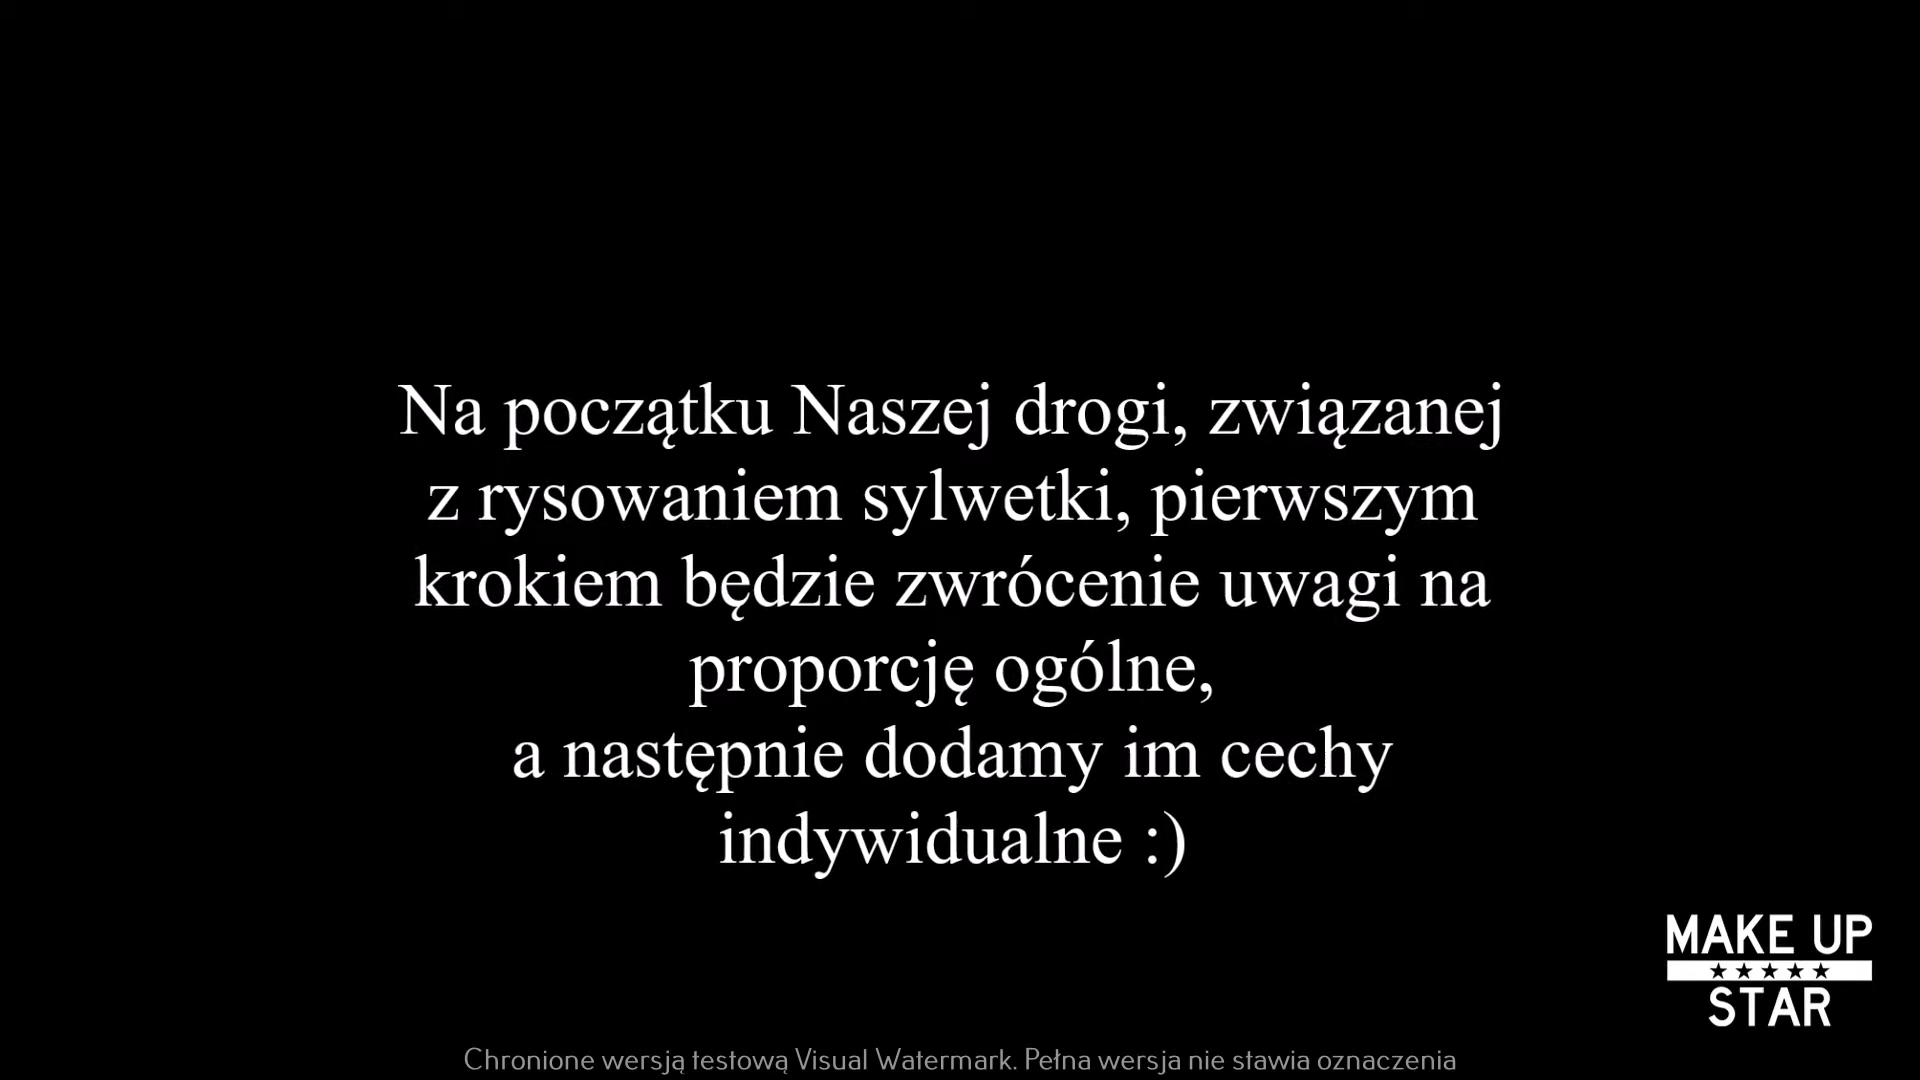 Na początku Naszej drogi, związanej
z rysowaniem sylwetki, pierwszym
krokiem będzie zwrócenie uwagi na
proporcję ogólne,
a następnie dodamy im cechy
indywidualne :)
MAKE UP
STAR
Chronione wersją testową Visual Watermark. Pełna wersja nie stawia oznaczenia